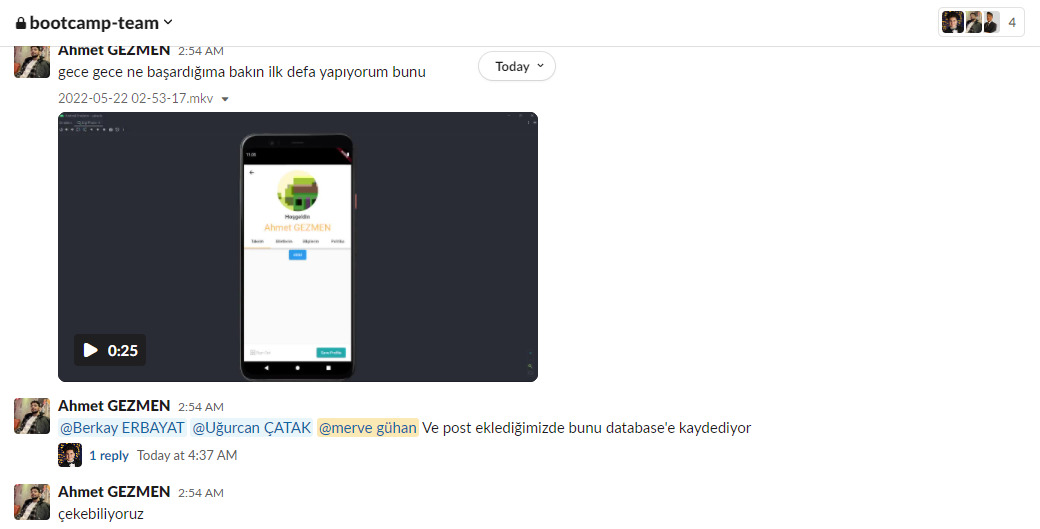 bootcamp-team
4
Ahmet GEZMEN 2:54 AM
gece gece ne başardığıma bakın ilk defa yapıyorum bunu
Today
2022-05-22 02-53-17.mkv
Hoşgeldin
Ahmet GEZMEN
0:25
Save Profile
Ahmet GEZMEN 2:54 AM
@Berkay ERBAYAT @Uğurcan ÇATAK @merve gühan Ve post eklediğimizde bunu database'e kaydediyor
1 reply Today at 4:37 AM
Ahmet GEZMEN 2:54 AM
çekebiliyoruz